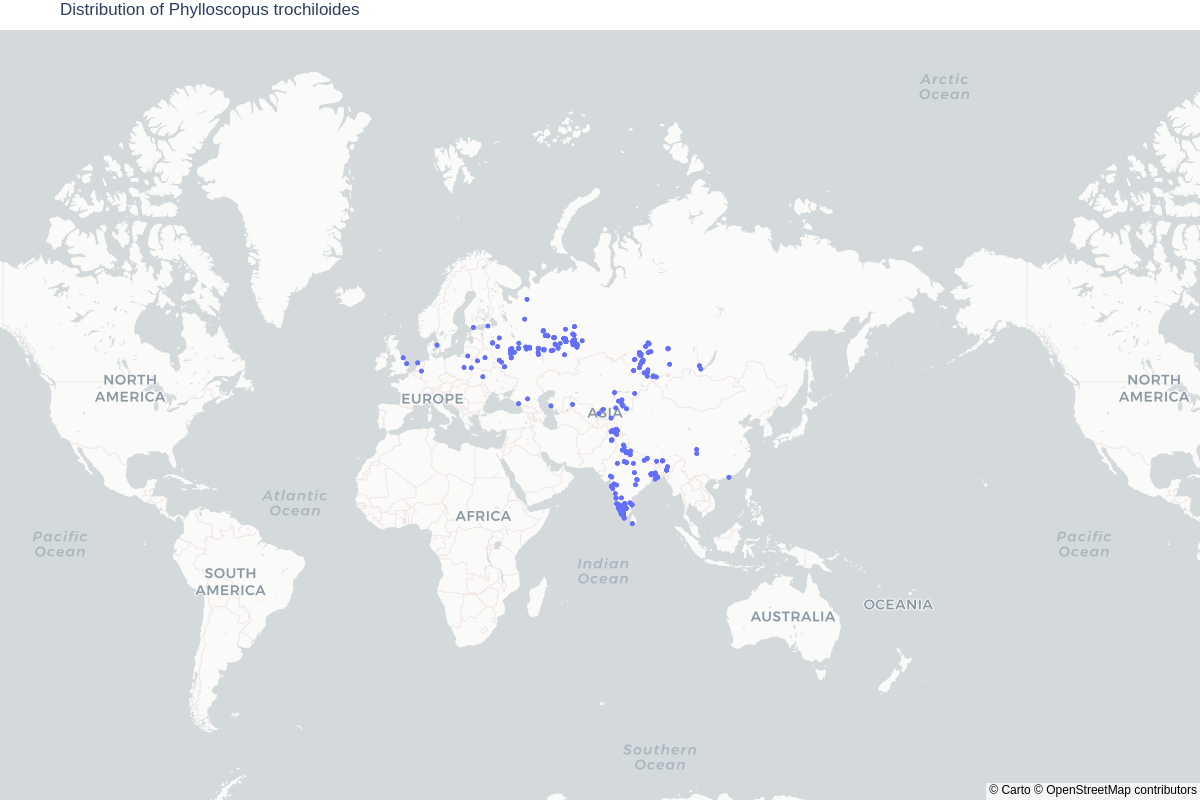 Distribution of Phylloscopus trochiloides
Arctic
Ocean
NORTH
AMERICA
EUROPE
ASIA
NORTH
AMERICA
Atlantic
Ocean
AFRICA
Pacific
Ocean
Pacific
Ocean
Indian
Ocean
SOUTH
AMERICA
OCEANIA
AUSTRALIA
Southern
Ocean
© Carto © OpenStreetMap contributors